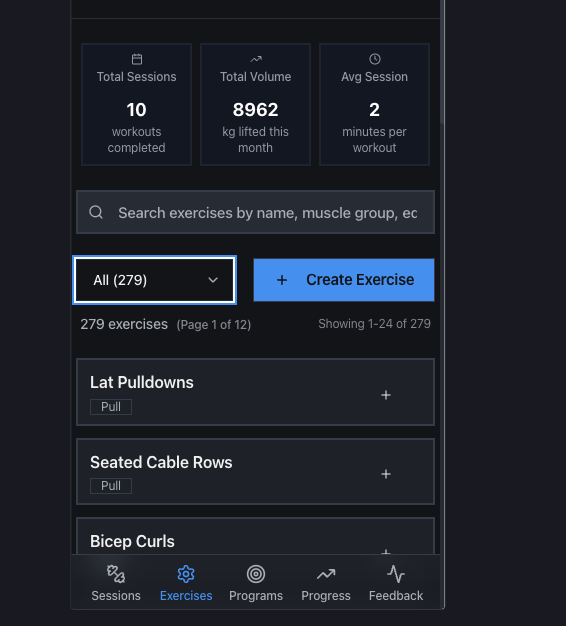 Total Sessions
Total Volume
Avg Session
10
8962
2
workouts
completed
kg lifted this
month
minutes per
workout
Search exercises by name, muscle group, ec
All (279)
+ Create Exercise
279 exercises (Page 1 of 12)
Showing 1-24 of 279
Lat Pulldowns
Pull
+
Seated Cable Rows
Pull
+
Bicep Curls
+
Sessions
Exercises
Programs
Progress
Feedback